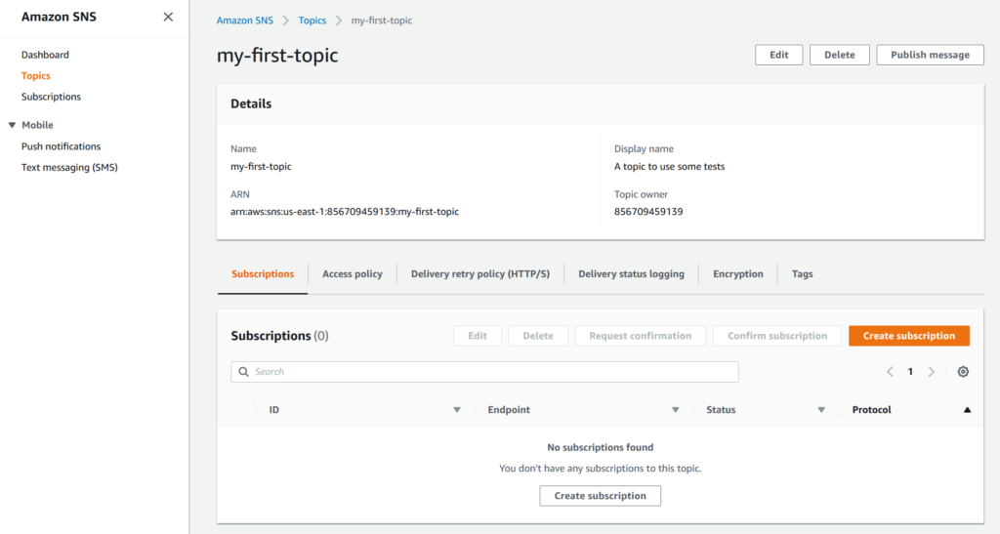 Amazon SNS
Dashboard
Topics
Subscriptions
Mobile
Push notifications
Text messaging (SMS)
Amazon SNS > Topics > my-first-topic
my-first-topic
Edit
Delete
Publish message
Details
Name
my-first-topic
Display name
A topic to use some tests
ARN
arn:aws:sns:us-east-1:856709459139:my-first-topic
Topic owner
856709459139
Subscriptions
Access policy
Delivery retry policy (HTTP/S)
Delivery status logging
Encryption
Tags
Subscriptions (0)
Edit
Delete
Request confirmation
Confirm subscription
Create subscription
Search
1
ID
Endpoint
Status
Protocol
No subscriptions found
You don't have any subscriptions to this topic.
Create subscription